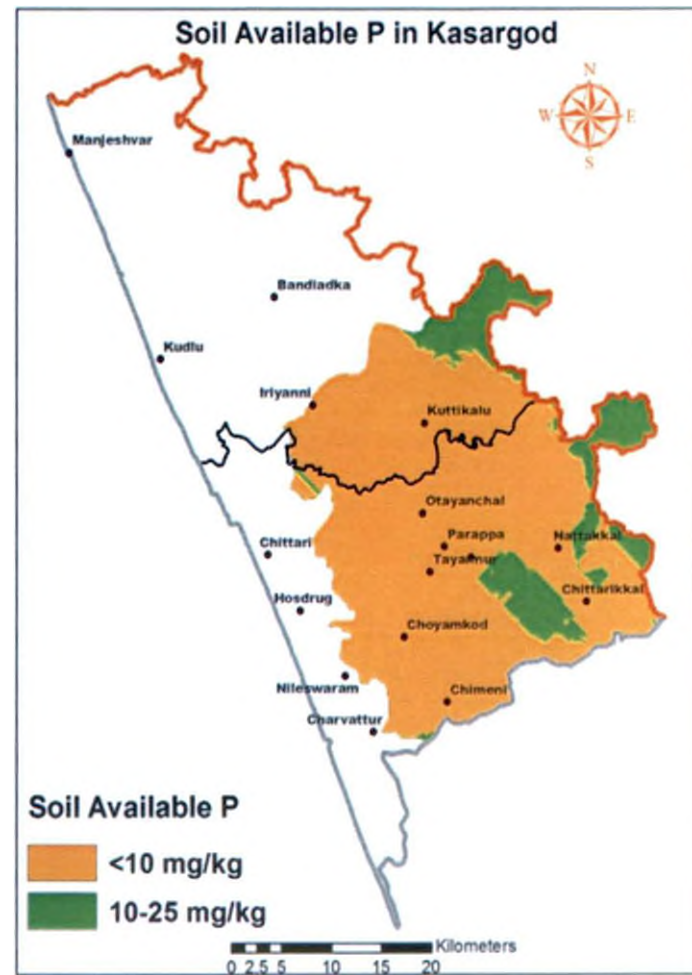 Soil Available P in Kasargod
N
W E
S
Manjeshvar
Bandladka
Kudlu
Iriyanni
Kuttikalu
Otayanchal
Parappa
Nattakkal
Chittari
Tayannur
Chittarikkal
Hosdrug
Choyamkod
Nileswaram
Chimeni
Charvattur
Soil Available P
<10 mg/kg
10-25 mg/kg
Kilometers
0 2.5 5 10 15 20